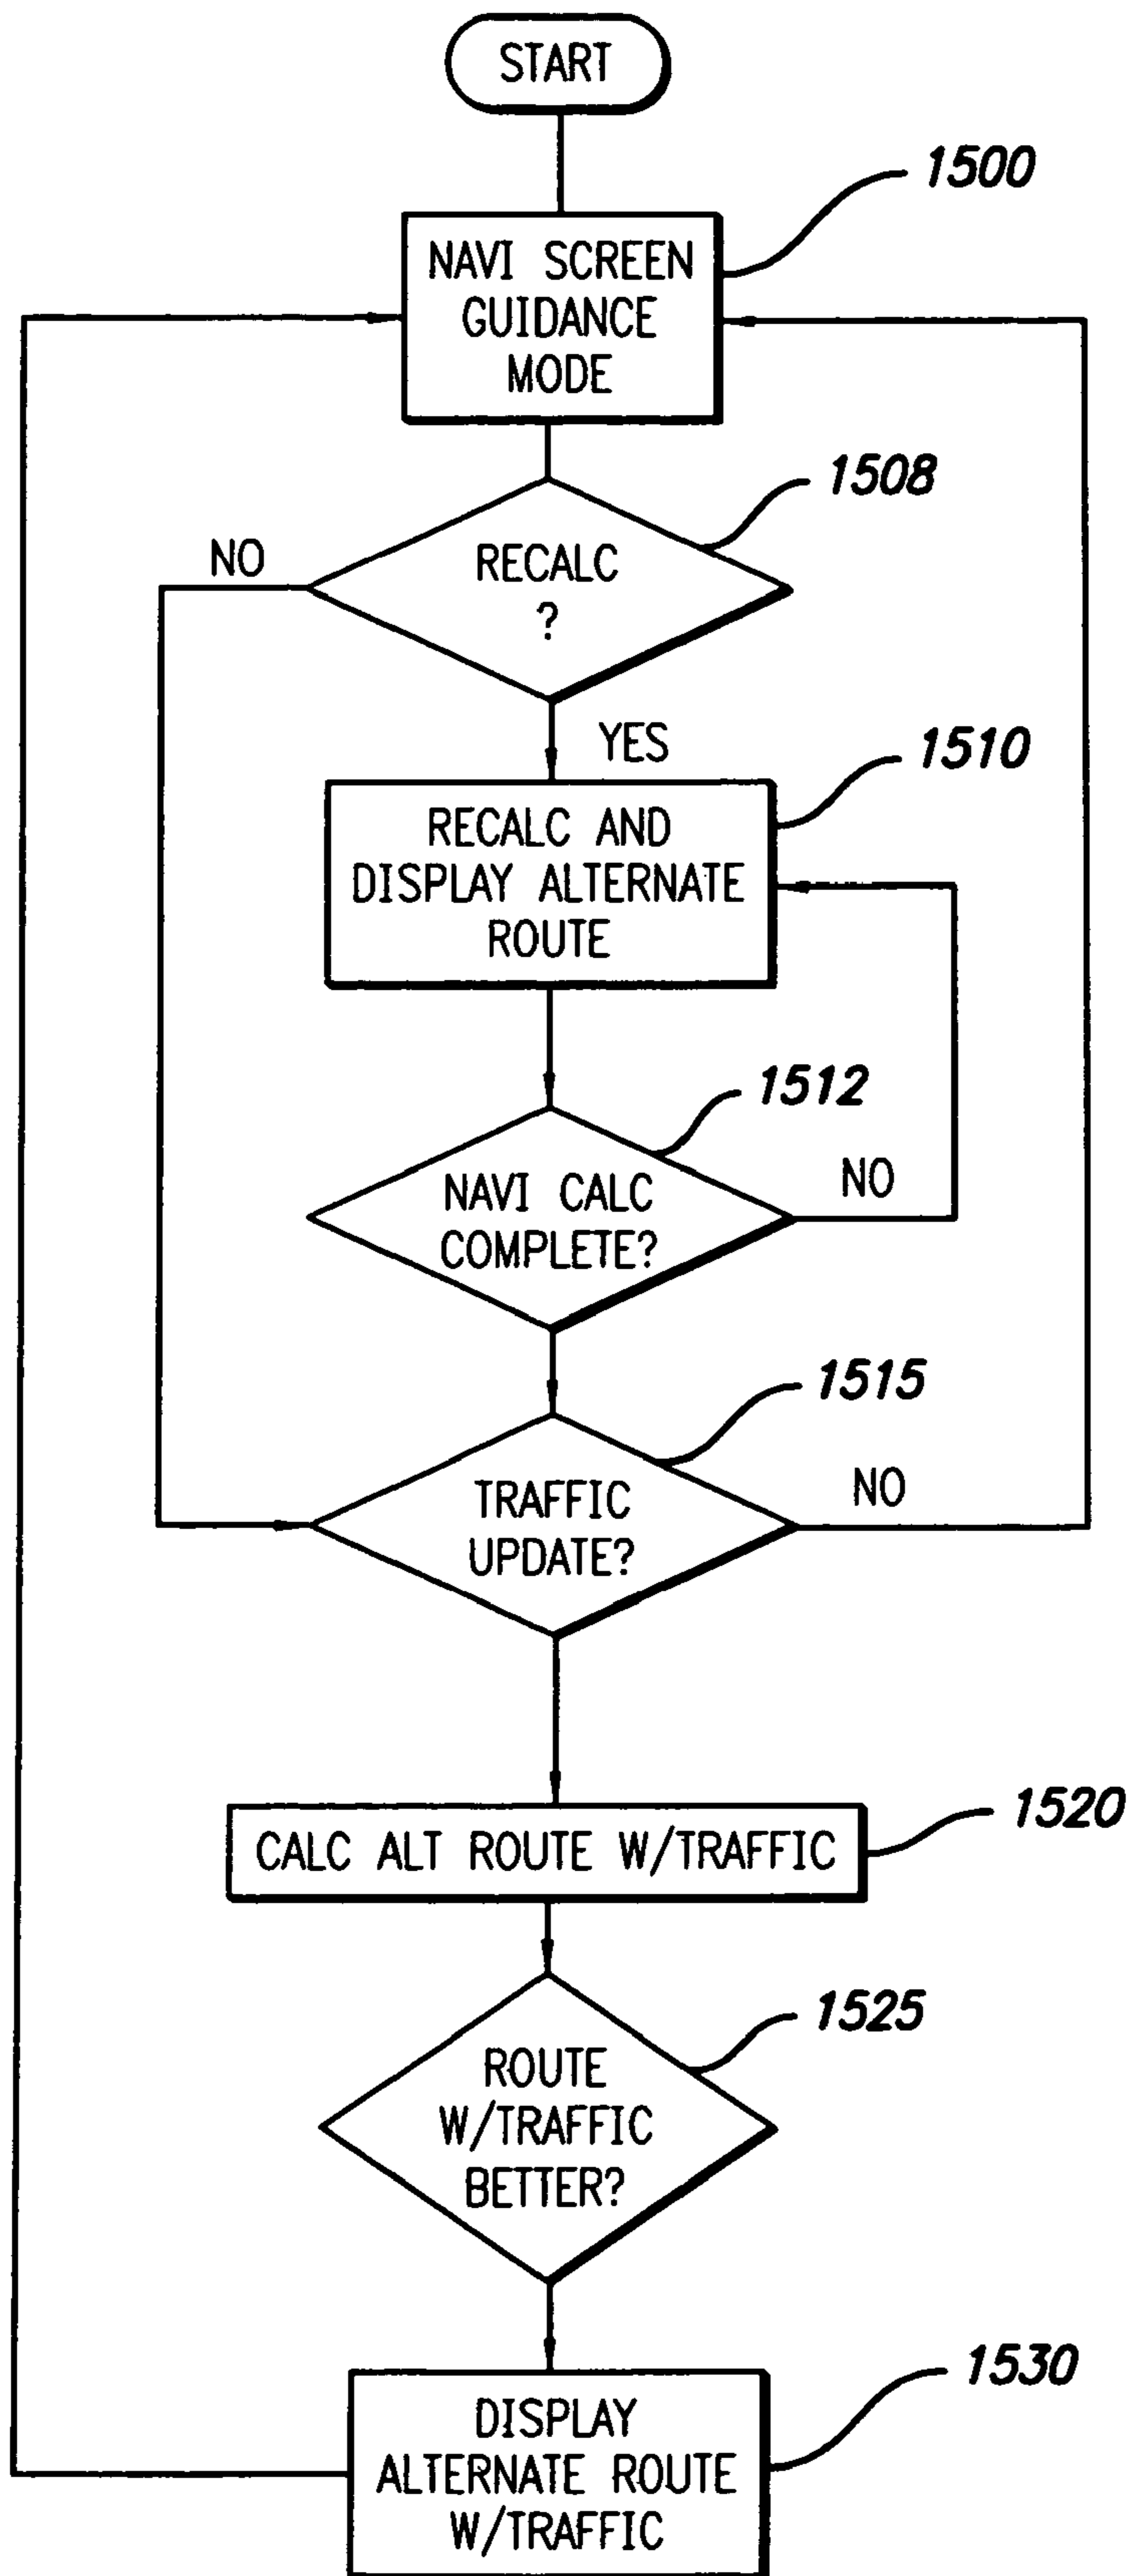 START
1500
NAVI SCREEN
GUIDANCE
MODE
1508
NO
RECALC
?
YES
1510
RECALC AND
DISPLAY ALTERNATE
ROUTE
1512
NAVI CALC
COMPLETE?
NO
1515
TRAFFIC
UPDATE?
NO
1520
CALC ALT ROUTE W/TRAFFIC
1525
ROUTE
W/TRAFFIC
BETTER?
1530
DISPLAY
ALTERNATE ROUTE
W/TRAFFIC